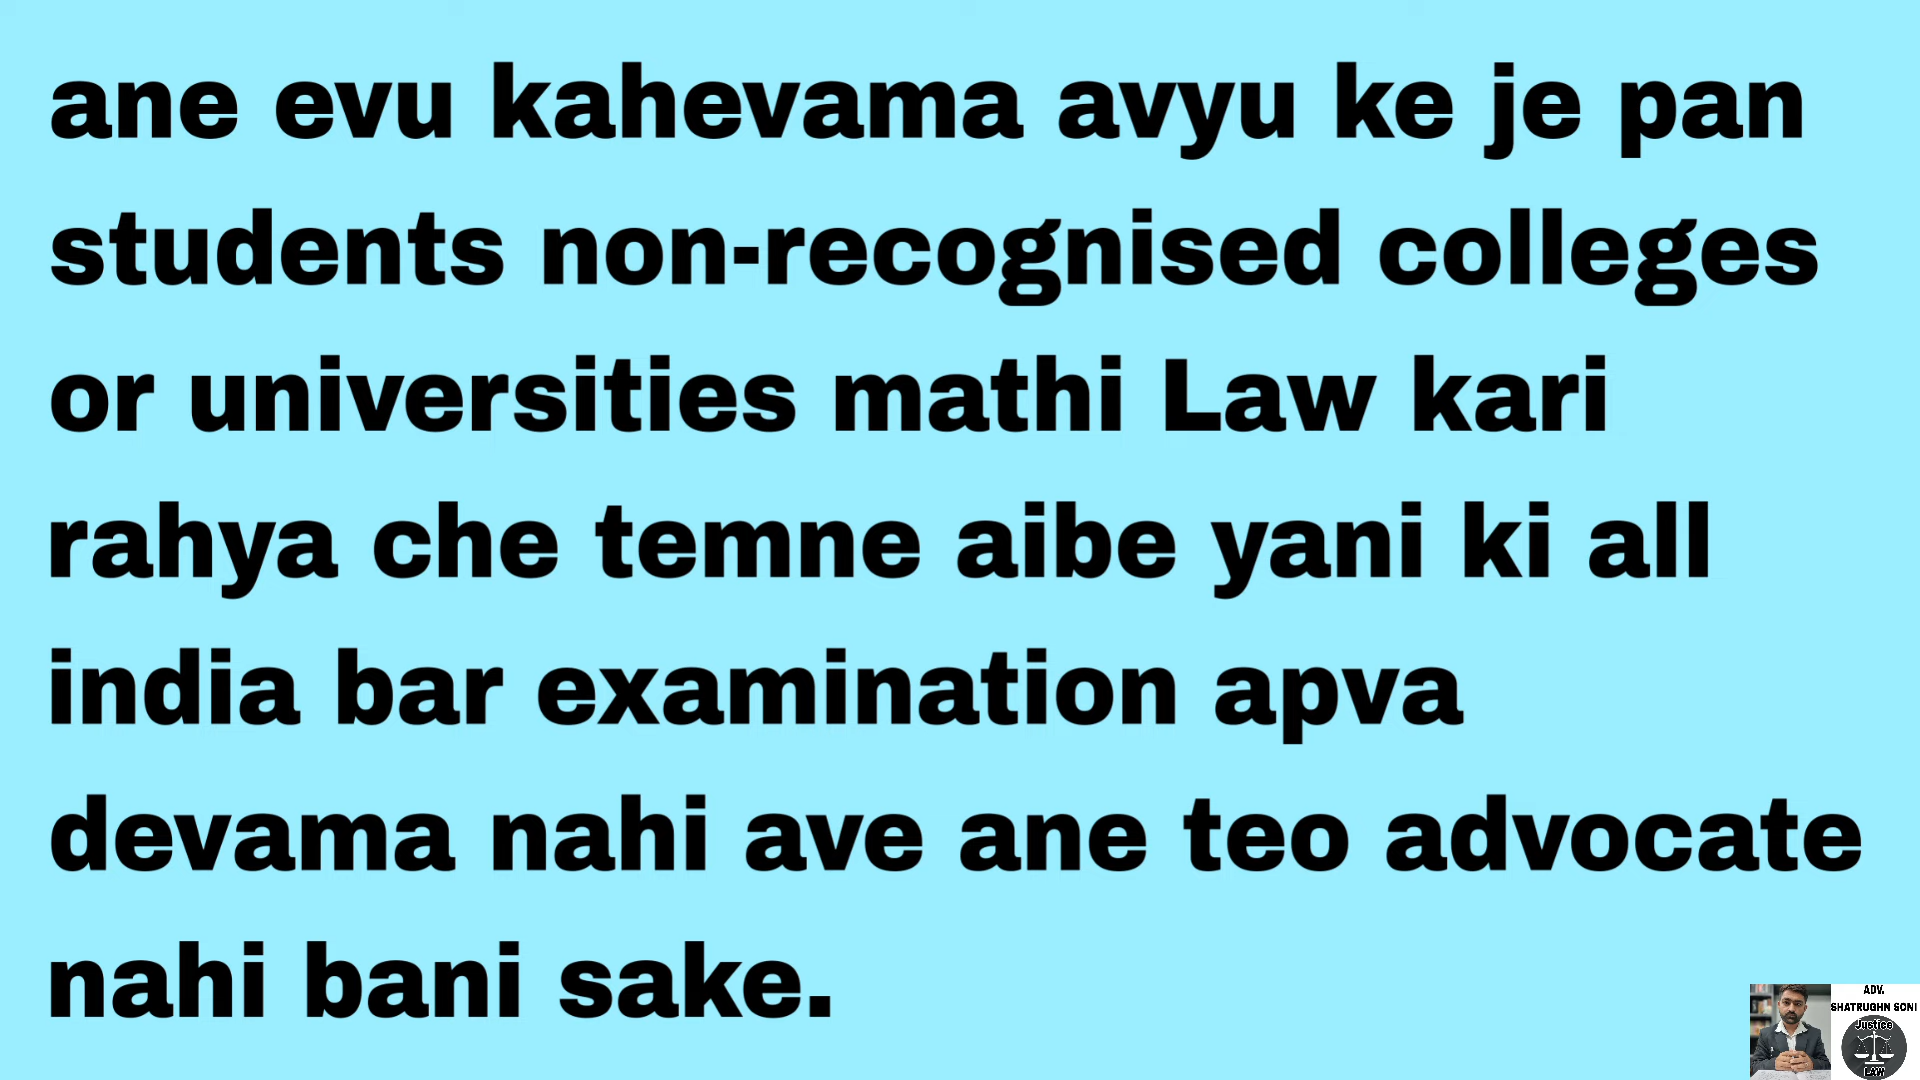 ane evu kahevama avyu ke je pan
students non-recognised colleges
or universities mathi Law kari
rahya che temne aibe yani ki all
india bar examination apva
devama nahi ave ane teo advocate
nahi bani sake.
ADV.
SHATRUGHN SONI
Justice
LAW